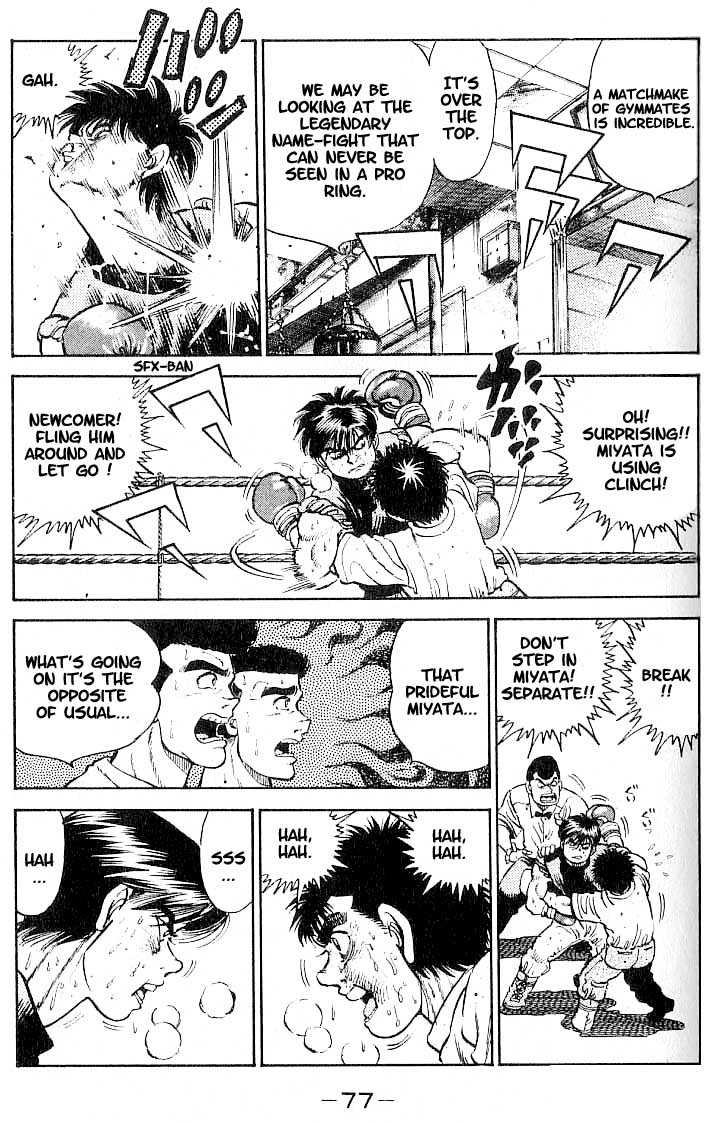 A MATCHMAKE
OF GYMMATES
IS INCREDIBLE.
IT'S
OVER
THE
TOP.
WE MAY BE
LOOKING AT THE
LEGENDARY
NAME-FIGHT THAT
CAN NEVER BE
SEEN IN A PRO
RING.
GAH.
SFX-BAN
OH!
SURPRISING!!
MIYATA IS
USING
CLINCH!
ガバッ
NEWCOMER!
FLING HIM
AROUND AND
LET GO !
BREAK
!!
DON'T
STEP IN
MIYATA!
SEPARATE!!
THAT
PRIDEFUL
MIYATA...
WHAT'S GOING
ON IT'S THE
OPPOSITE
OF USUAL...
HAH,
HAH.
HAH,
HAH.
SSS
...
HAH
...
-77-